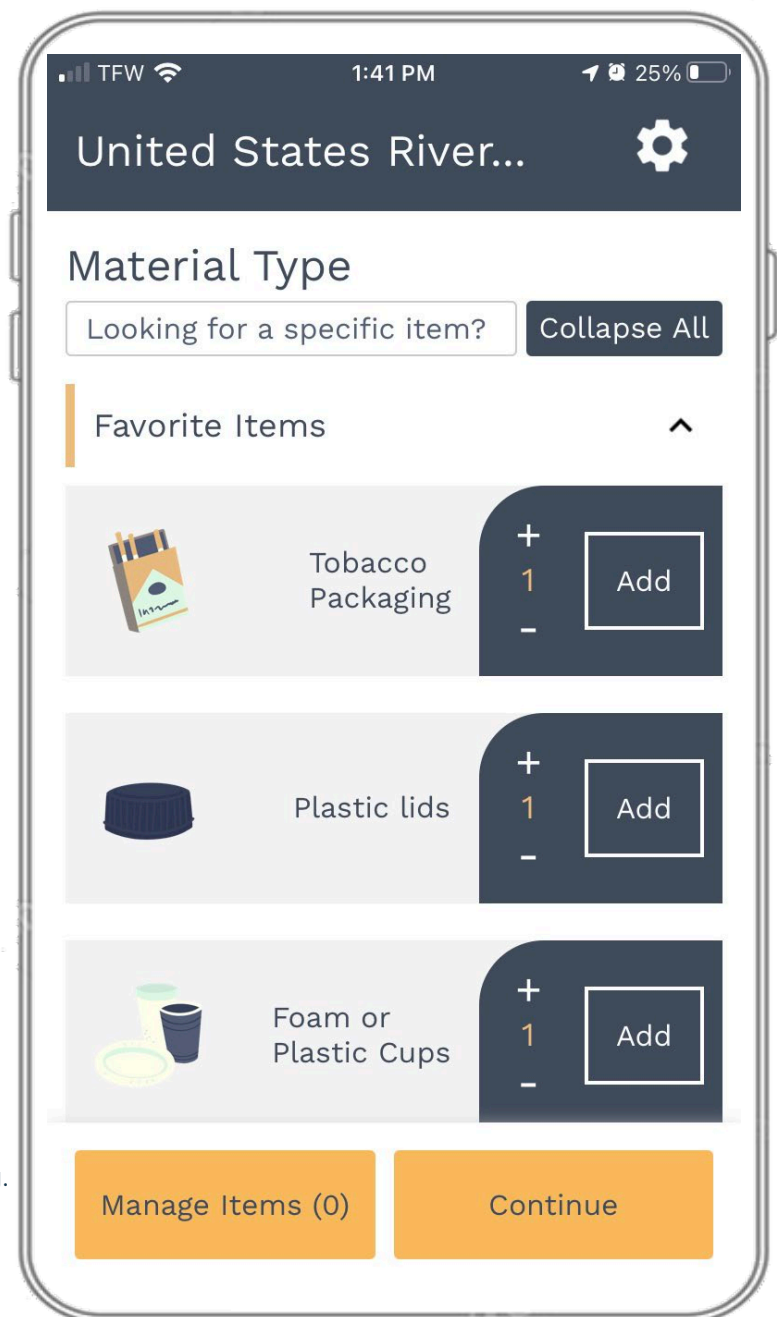 TFW 1:41 PM 25%
United States River...
Material Type
Looking for a specific item? Collapse All
Favorite Items
Tobacco
Packaging
+
1
-
Add
Plastic lids
+
1
-
Add
Foam or
Plastic Cups
+
1
-
Add
Manage Items (0) Continue